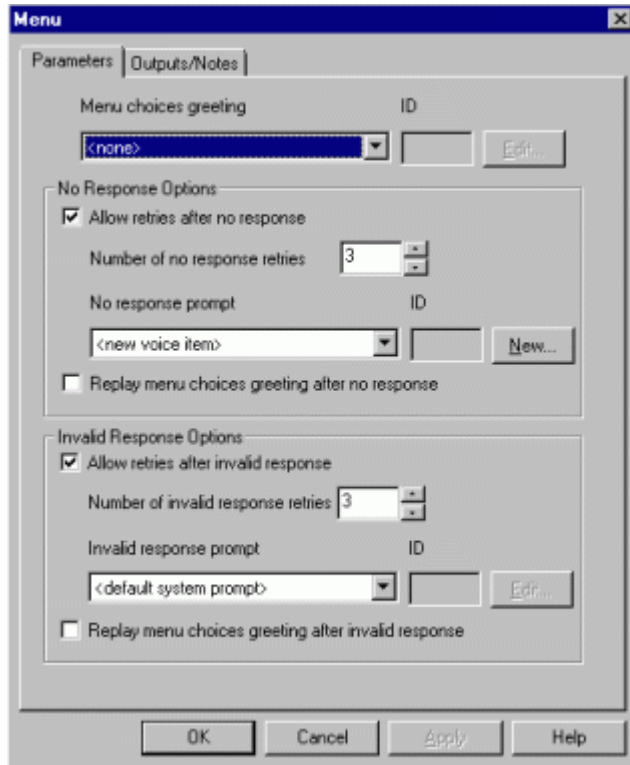 Menu
Parameters Outputs/Notes
Menu choices greeting ID
<none> Edit...
No Response Options
Allow retries after no response
Number of no response retries 3
No response prompt ID
<new voice item> New...
Replay menu choices greeting after no response
Invalid Response Options
Allow retries after invalid response
Number of invalid response retries 3
Invalid response prompt ID
<default system prompt> Edit...
Replay menu choices greeting after invalid response
OK Cancel Apply Help